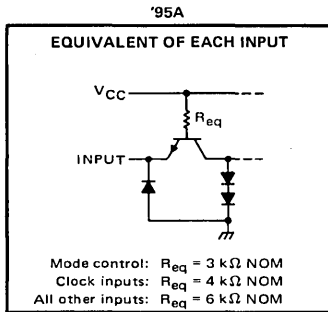 '95A
EQUIVALENT OF EACH INPUT
VCC
Req
INPUT
Mode control: Req = 3 kΩ NOM
Clock inputs: Req = 4 kΩ NOM
All other inputs: Req = 6 kΩ NOM